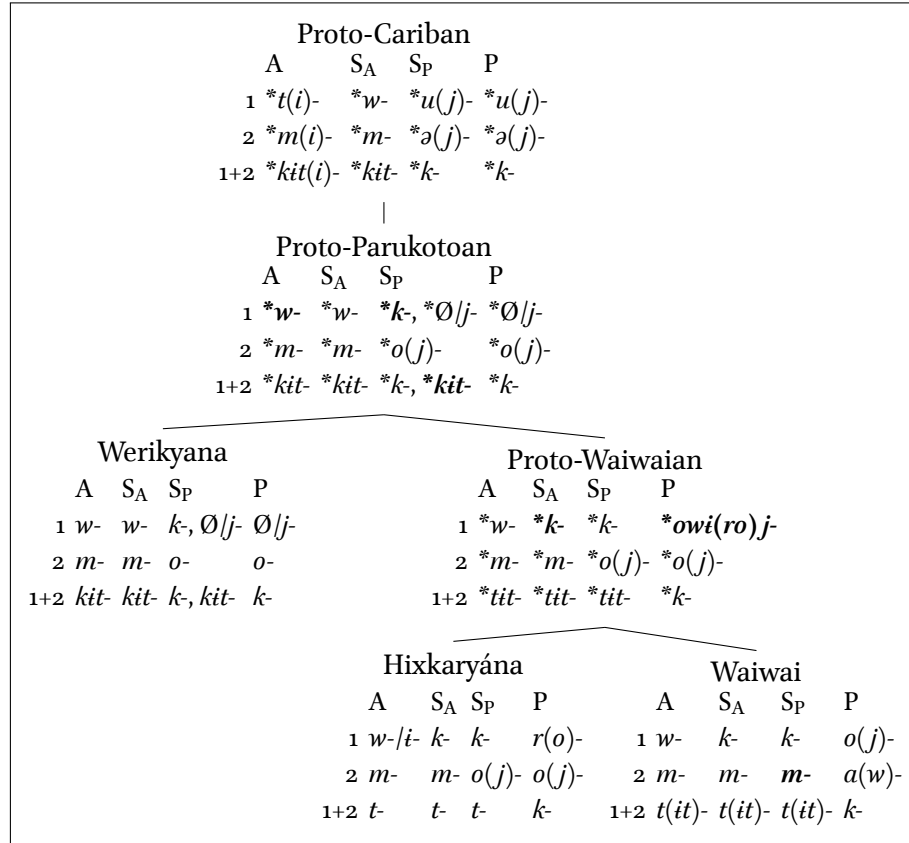 Proto-Cariban
A S_A S_P P
1 *t(i)- *w- *u(j)- *u(j)-
2 *m(i)- *m- *ə(j)- *ə(j)-
1+2 *kɨt(i)- *kɨt- *k- *k-
Proto-Parukotoan
A S_A S_P P
1 *w- *w- *k-, *Ø/j- *Ø/j-
2 *m- *m- *o(j)- *o(j)-
1+2 *kɨt- *kɨt- *k-, *kɨt- *k-
Werikyana
A S_A S_P P
1 w- w- k-, Ø/j- Ø/j-
2 m- m- o- o-
1+2 kɨt- kɨt- k-, kɨt- k-
Proto-Waiwaian
A S_A S_P P
1 *w- *k- *k- *owɨ(ro)j-
2 *m- *m- *o(j)- *o(j)-
1+2 *tɨt- *tɨt- *tɨt- *k-
Hixkaryána
A S_A S_P P
1 w-/ɨ- k- k- r(o)-
2 m- m- o(j)- o(j)-
1+2 t- t- t- k-
Waiwai
A S_A S_P P
1 w- k- k- o(j)-
2 m- m- m- a(w)-
1+2 t(ɨt)- t(ɨt)- t(ɨt)- k-